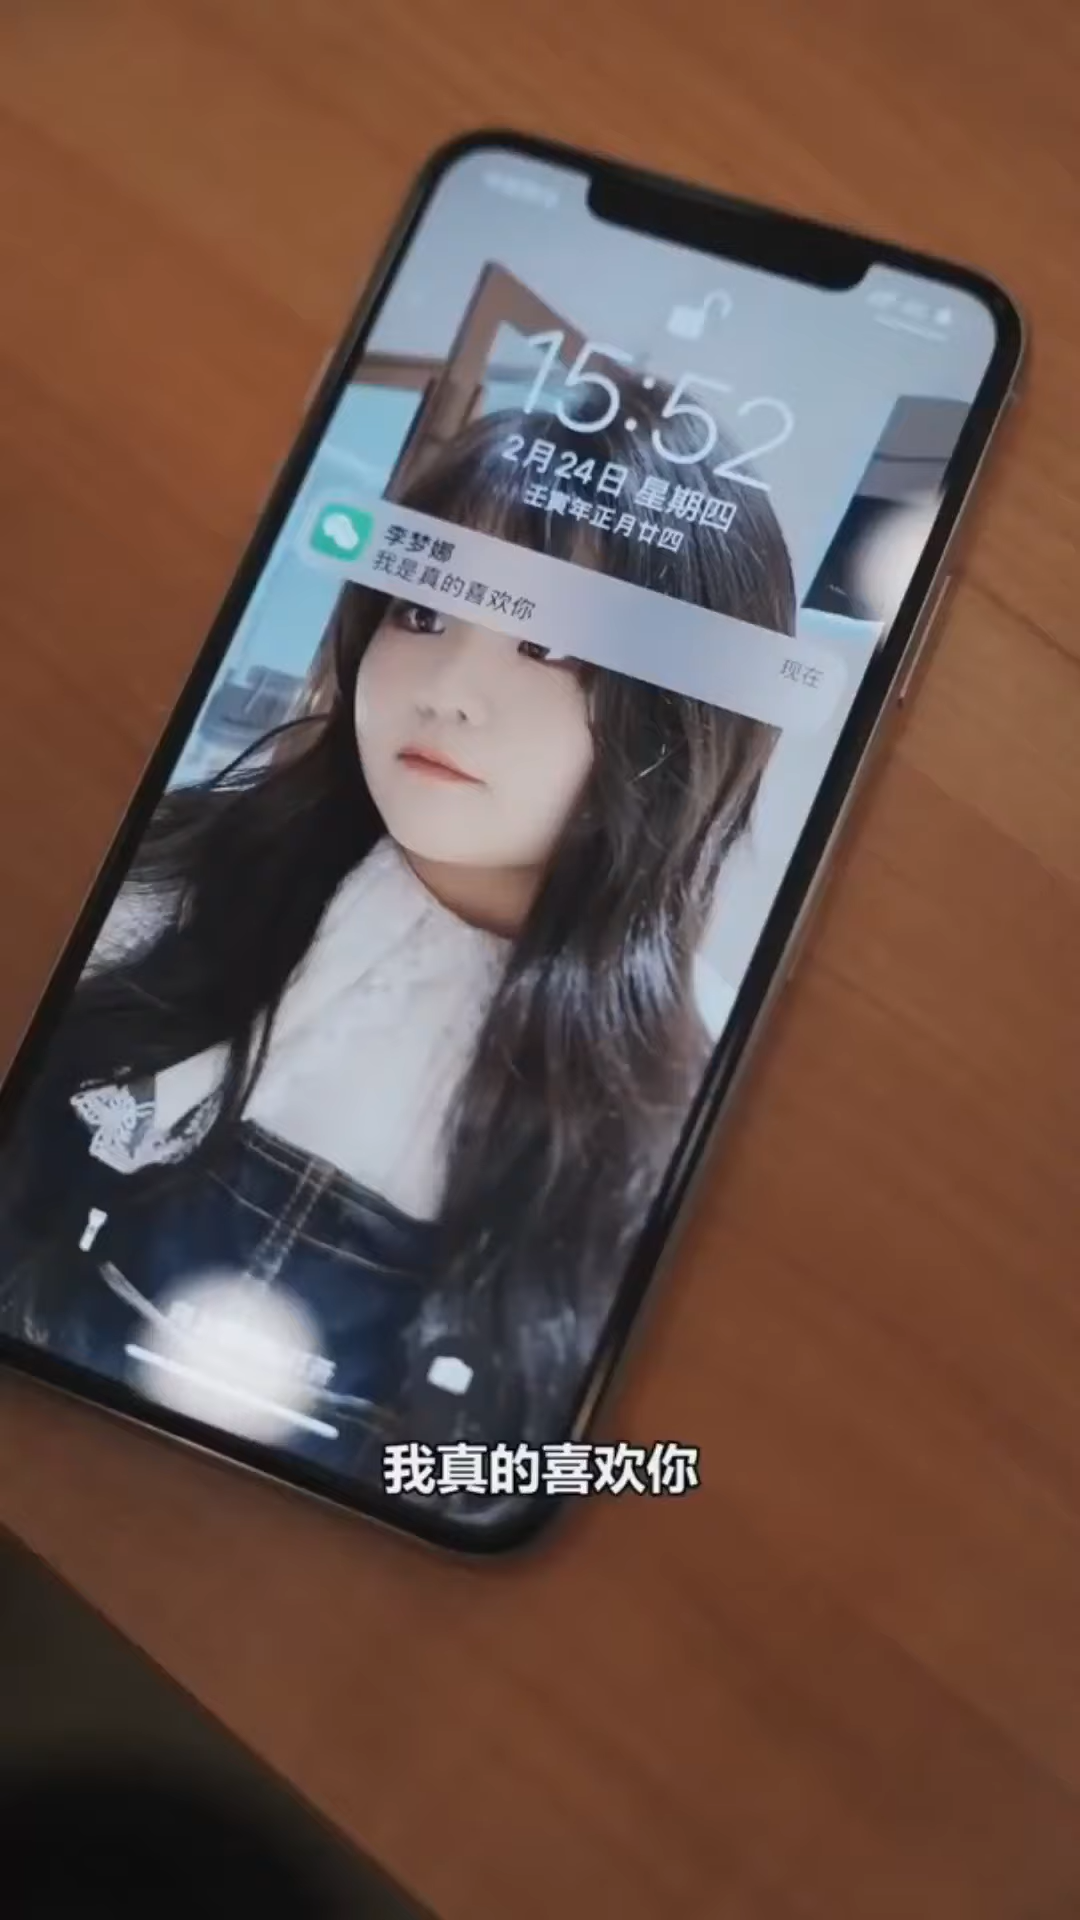 15:52
2月24日 星期四
壬寅年正月廿四
李梦娜
我是真的喜欢你
现在
我真的喜欢你